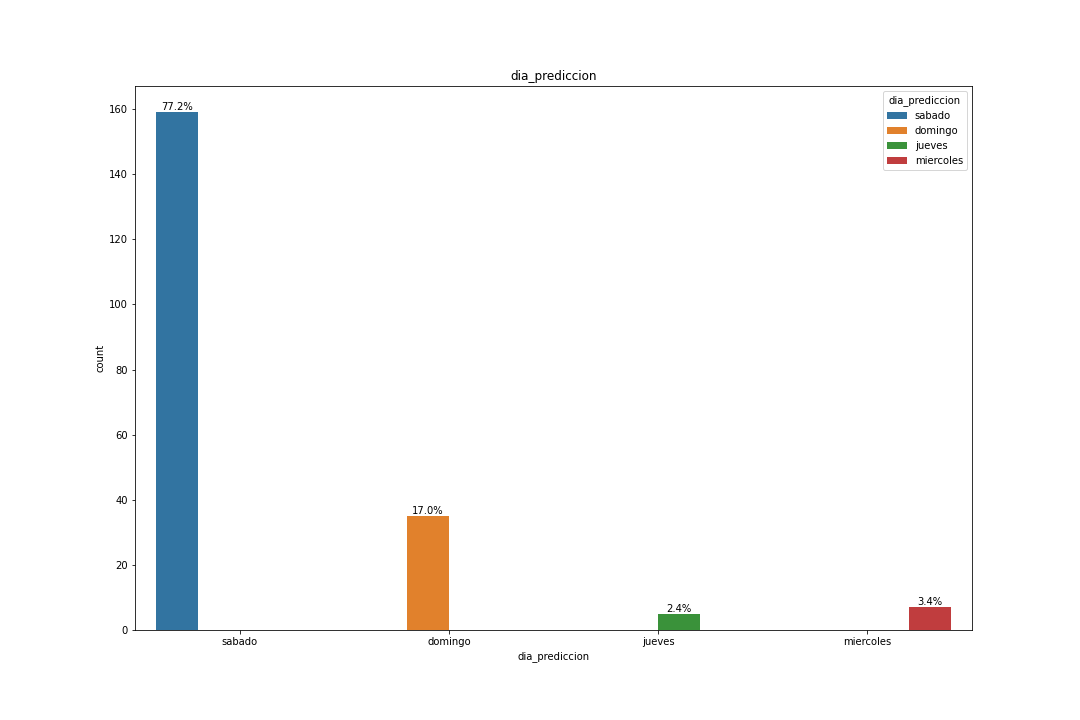 dia_prediccion
160
140
120
100
80
60
40
20
0
count
77.2%
17.0%
2.4%
3.4%
dia_prediccion
sabado
domingo
jueves
miercoles
sabado
domingo
jueves
miercoles
dia_prediccion